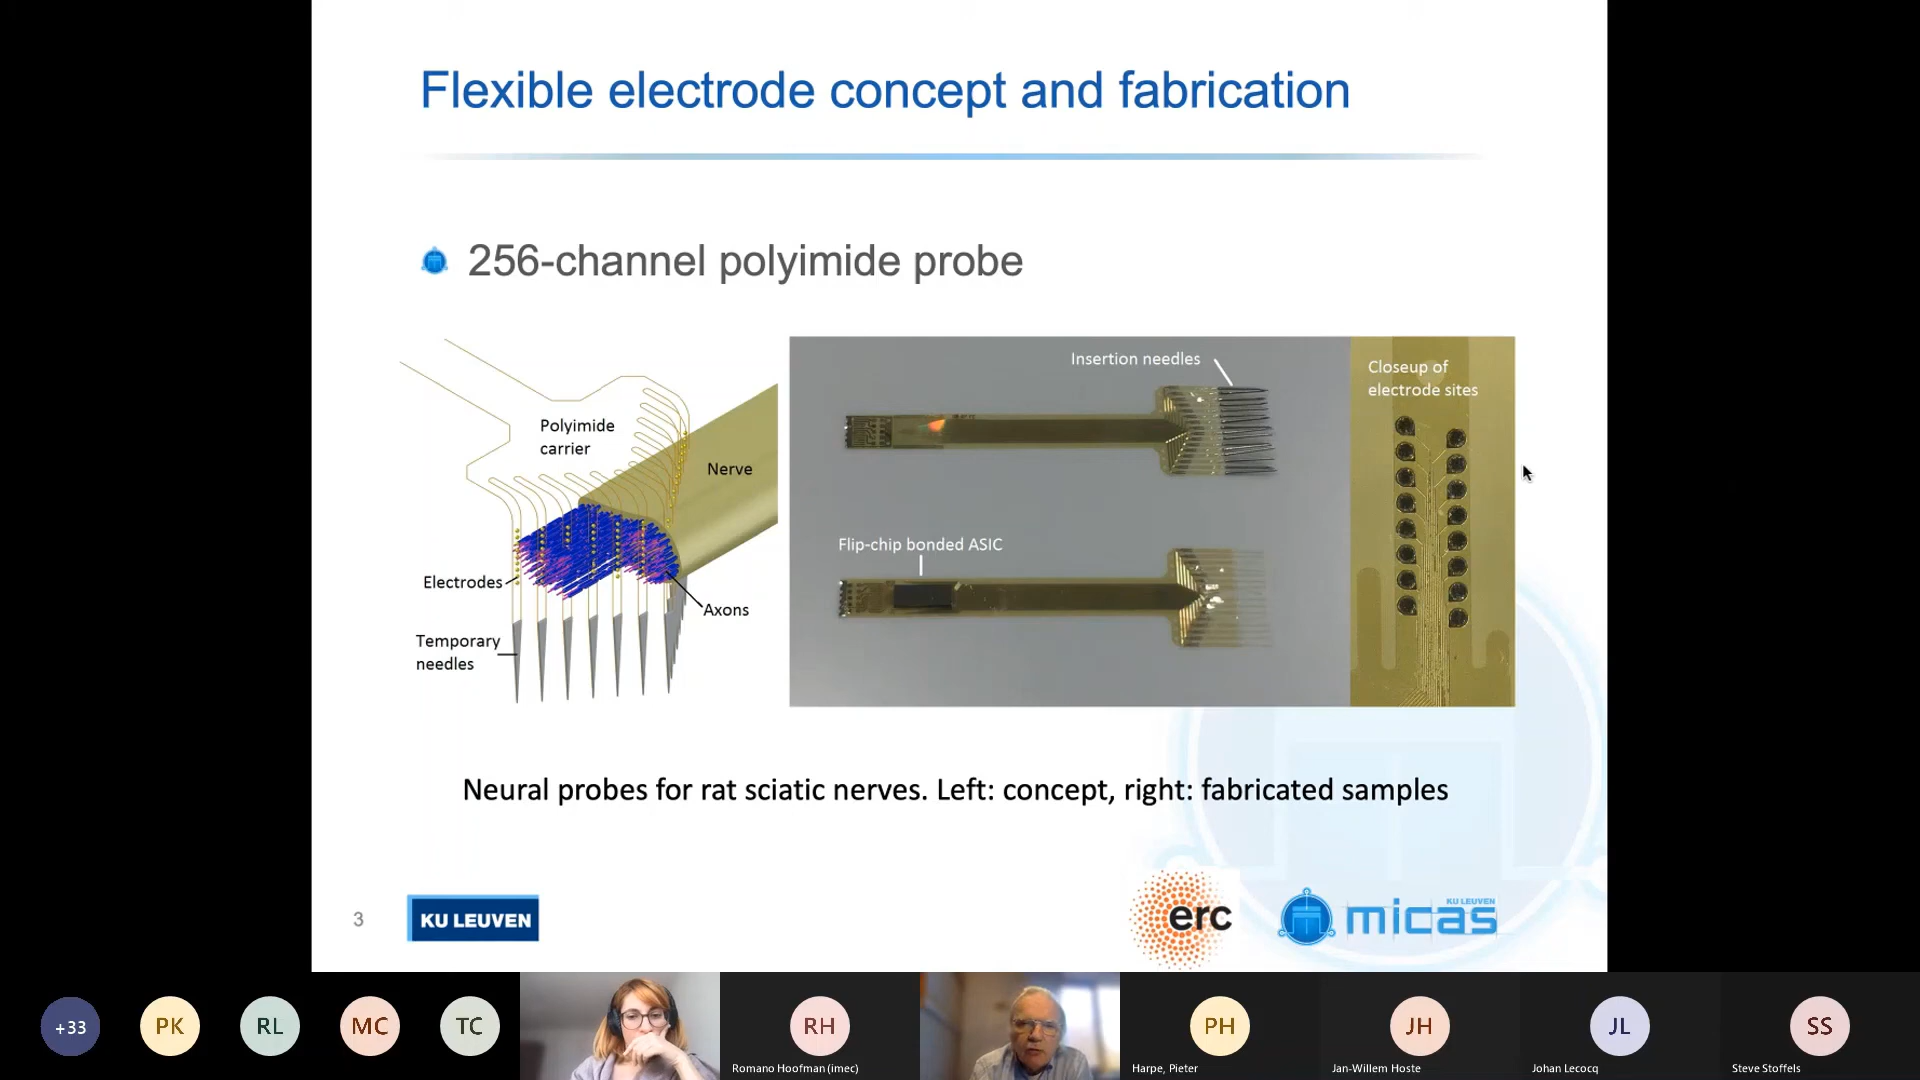 Flexible electrode concept and fabrication
256-channel polyimide probe
Polyimide
carrier
Nerve
Electrodes
Axons
Temporary
needles
Insertion needles
Flip-chip bonded ASIC
Closeup of
electrode sites
Neural probes for rat sciatic nerves. Left: concept, right: fabricated samples
3
KU LEUVEN
erc
KU LEUVEN
micas
+33
PK
RL
MC
TC
RH
Romano Hoofman (imec)
PH
Harpe, Pieter
JH
Jan-Willem Hoste
JL
Johan Lecocq
SS
Steve Stoffels